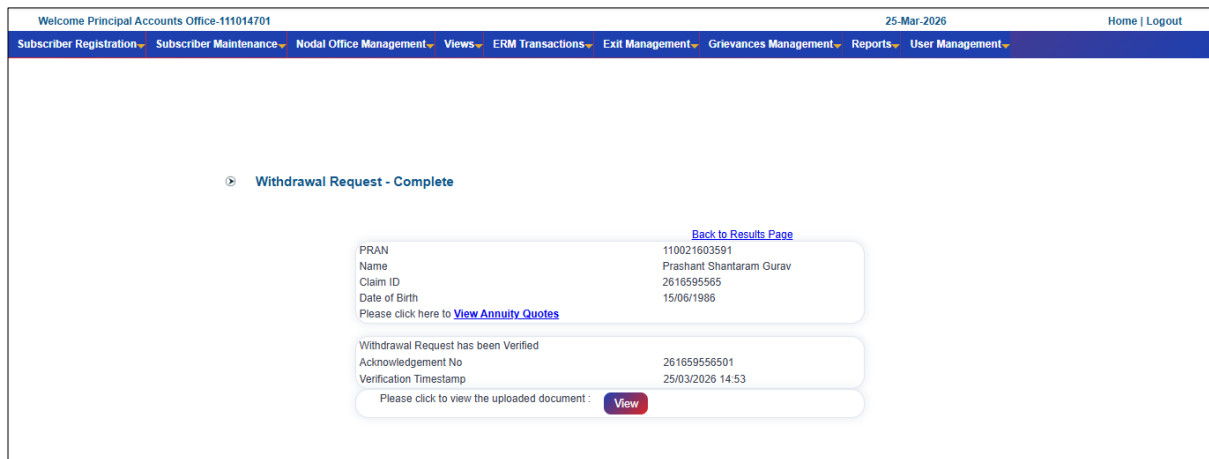 Welcome Principal Accounts Office-111014701 25-Mar-2026 Home | Logout
Subscriber Registration Subscriber Maintenance Nodal Office Management Views ERM Transactions Exit Management Grievances Management Reports User Management
Withdrawal Request - Complete
Back to Results Page
PRAN 110021603591
Name Prashant Shantaram Gurav
Claim ID 2616595565
Date of Birth 15/06/1986
Please click here to View Annuity Quotes
Withdrawal Request has been Verified
Acknowledgement No 261659556501
Verification Timestamp 25/03/2026 14:53
Please click to view the uploaded document : View